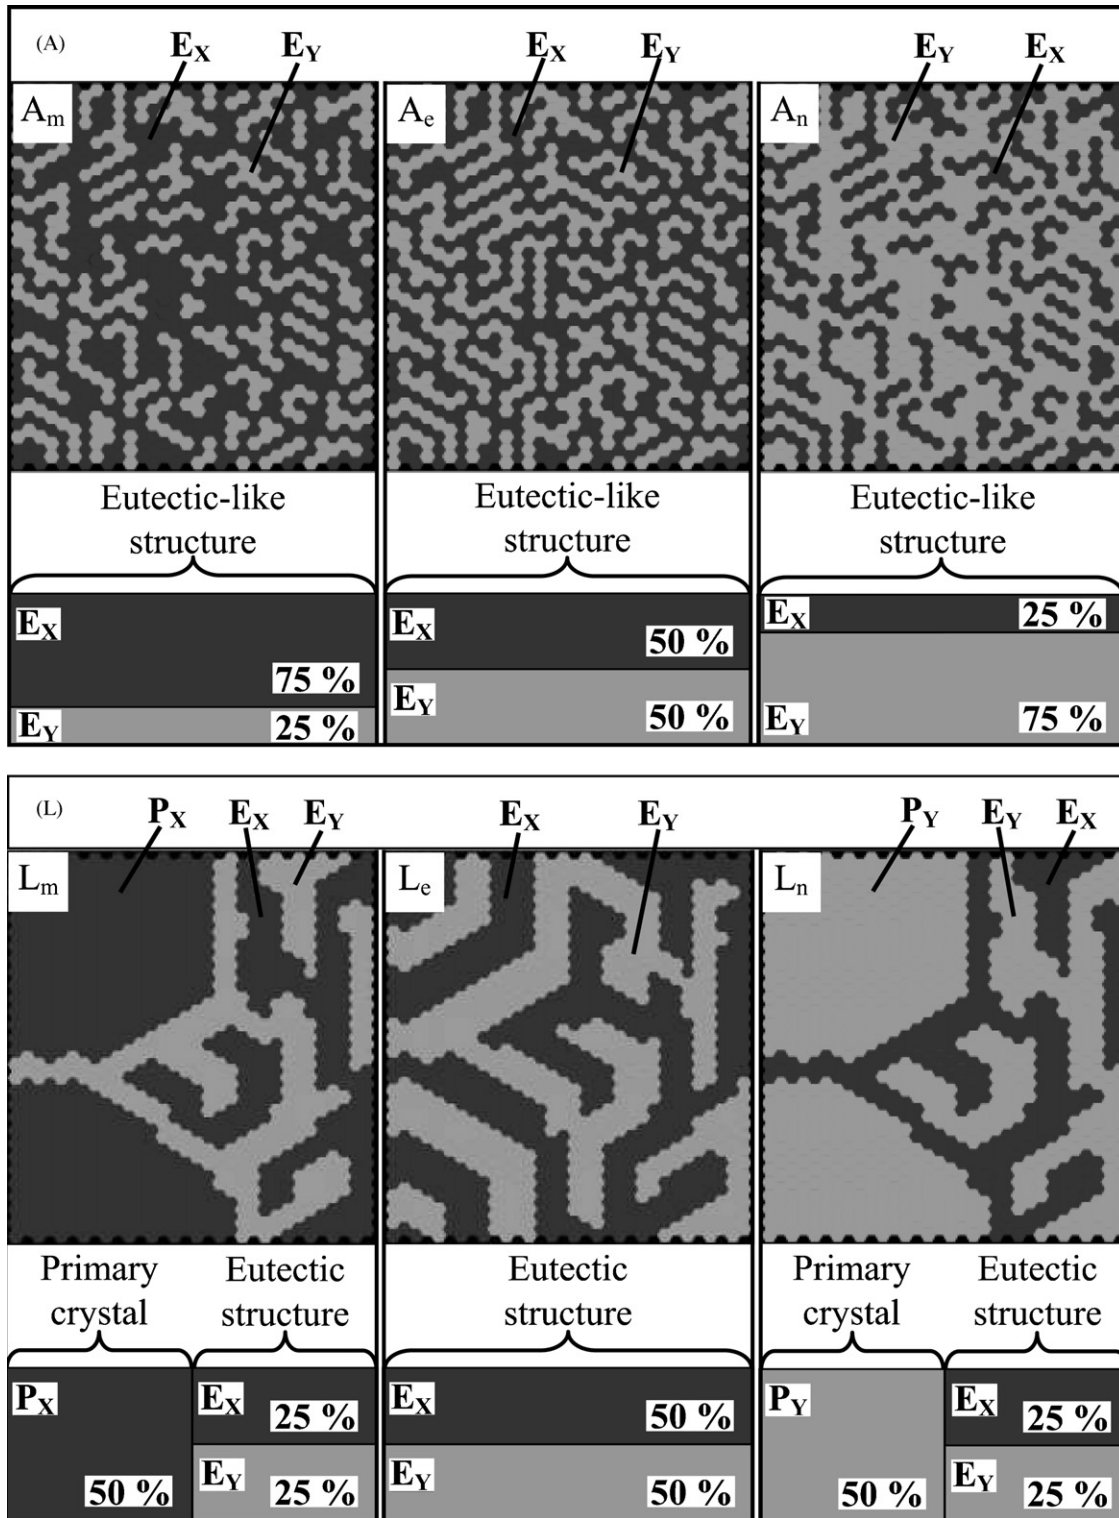 (A) E_X E_Y E_X E_Y E_Y E_X
A_m A_e A_n
Eutectic-like Eutectic-like Eutectic-like
structure structure structure
E_X 75 % E_X 50 % E_X 25 %
E_Y 25 % E_Y 50 % E_Y 75 %
(L) P_X E_X E_Y E_X E_Y P_Y E_Y E_X
L_m L_e L_n
Primary Eutectic Eutectic Primary Eutectic
crystal structure structure crystal structure
P_X E_X 25 % E_X 50 % P_Y E_X 25 %
50 % E_Y 25 % E_Y 50 % 50 % E_Y 25 %